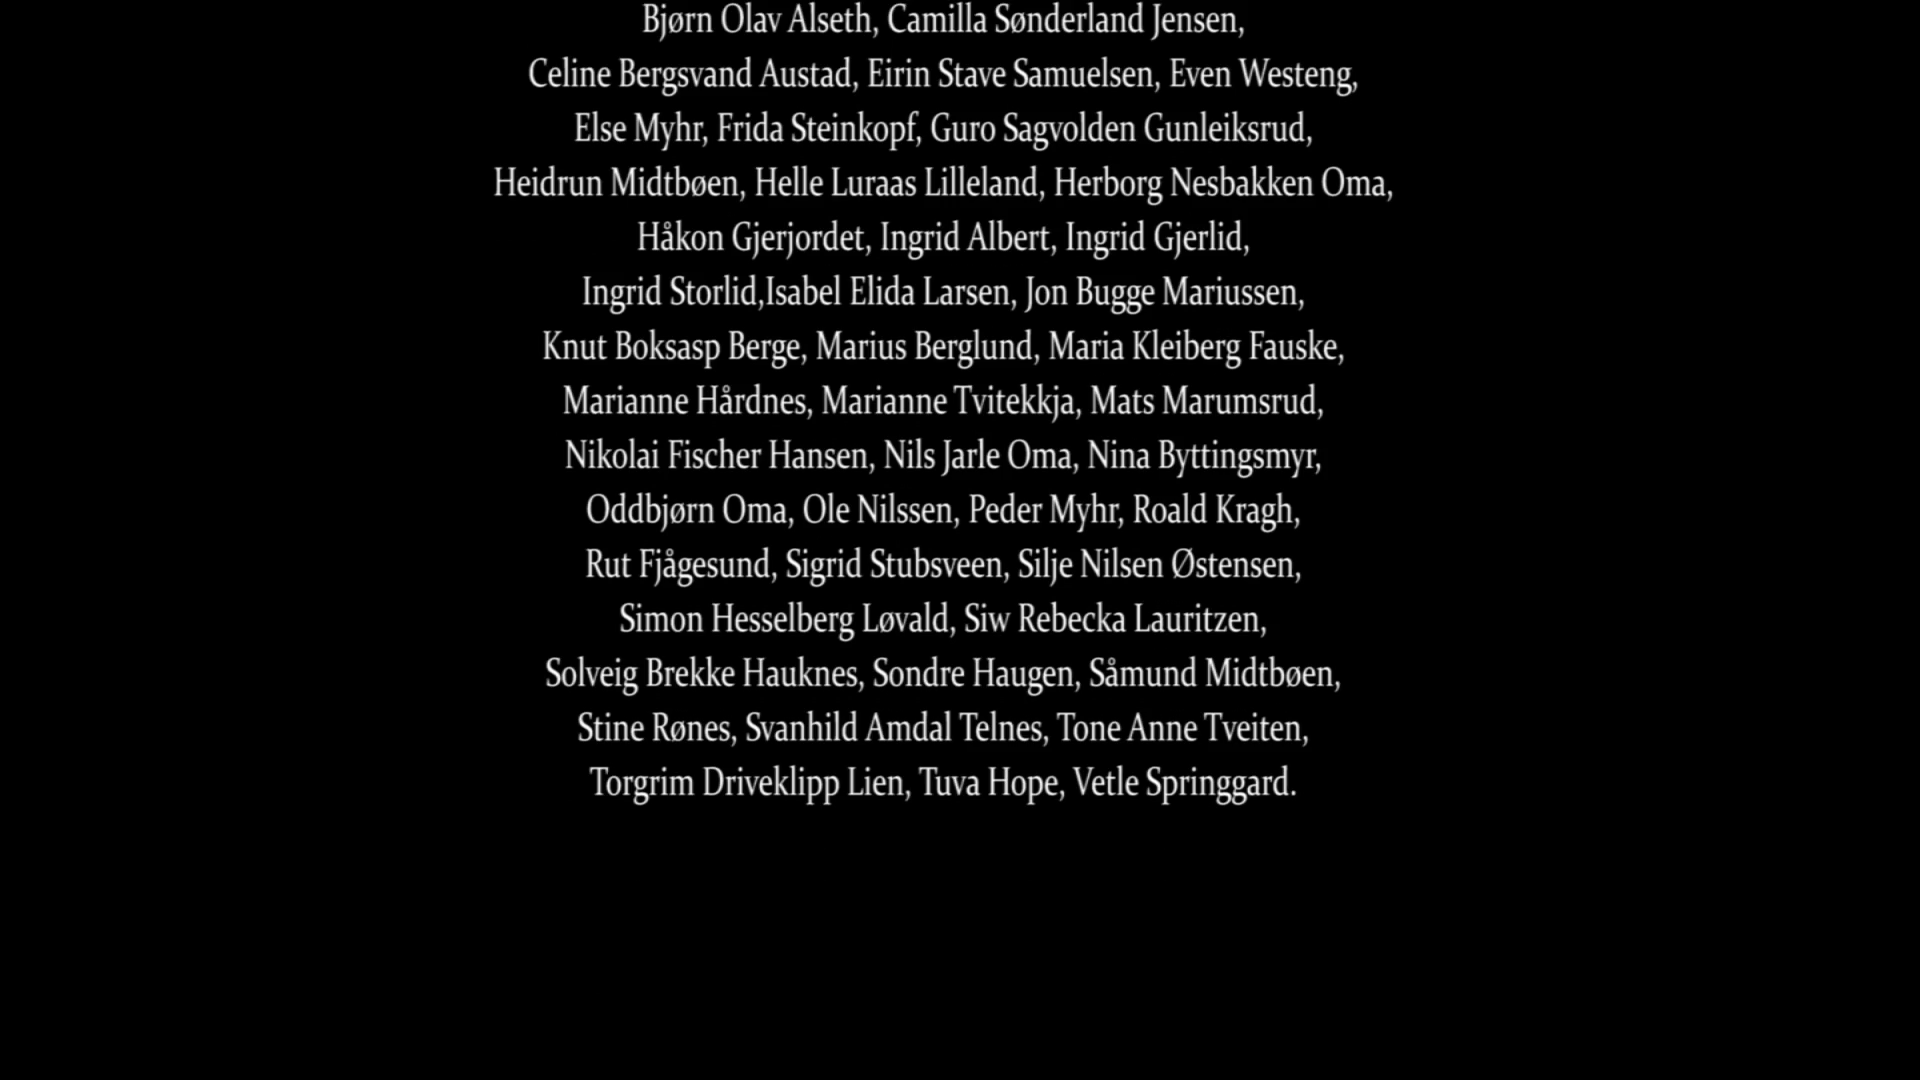 Bjørn Olav Alseth, Camilla Sønderland Jensen,
Celine Bergsvand Austad, Eirin Stave Samuelsen, Even Westeng,
Else Myhr, Frida Steinkopf, Guro Sagvolden Gunleiksrud,
Heidrun Midtbøen, Helle Luraas Lilleland, Herborg Nesbakken Oma,
Håkon Gjerjordet, Ingrid Albert, Ingrid Gjerlid,
Ingrid Storlid,Isabel Elida Larsen, Jon Bugge Mariussen,
Knut Boksasp Berge, Marius Berglund, Maria Kleiberg Fauske,
Marianne Hårdnes, Marianne Tvitekkja, Mats Marumsrud,
Nikolai Fischer Hansen, Nils Jarle Oma, Nina Byttingsmyr,
Oddbjørn Oma, Ole Nilssen, Peder Myhr, Roald Kragh,
Rut Fjågesund, Sigrid Stubsveen, Silje Nilsen Østensen,
Simon Hesselberg Løvald, Siw Rebecka Lauritzen,
Solveig Brekke Hauknes, Sondre Haugen, Såmund Midtbøen,
Stine Rønes, Svanhild Amdal Telnes, Tone Anne Tveiten,
Torgrim Driveklipp Lien, Tuva Hope, Vetle Springgard.